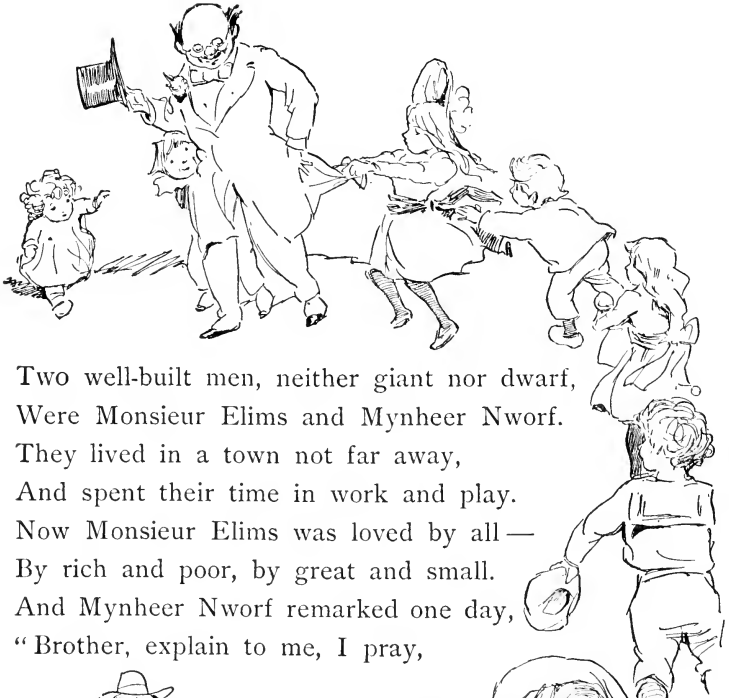 Two well-built men, neither giant nor dwarf,
Were Monsieur Elims and Mynheer Nworf.
They lived in a town not far away,
And spent their time in work and play.
Now Monsieur Elims was loved by all —
By rich and poor, by great and small.
And Mynheer Nworf remarked one day,
“ Brother, explain to me, I pray,